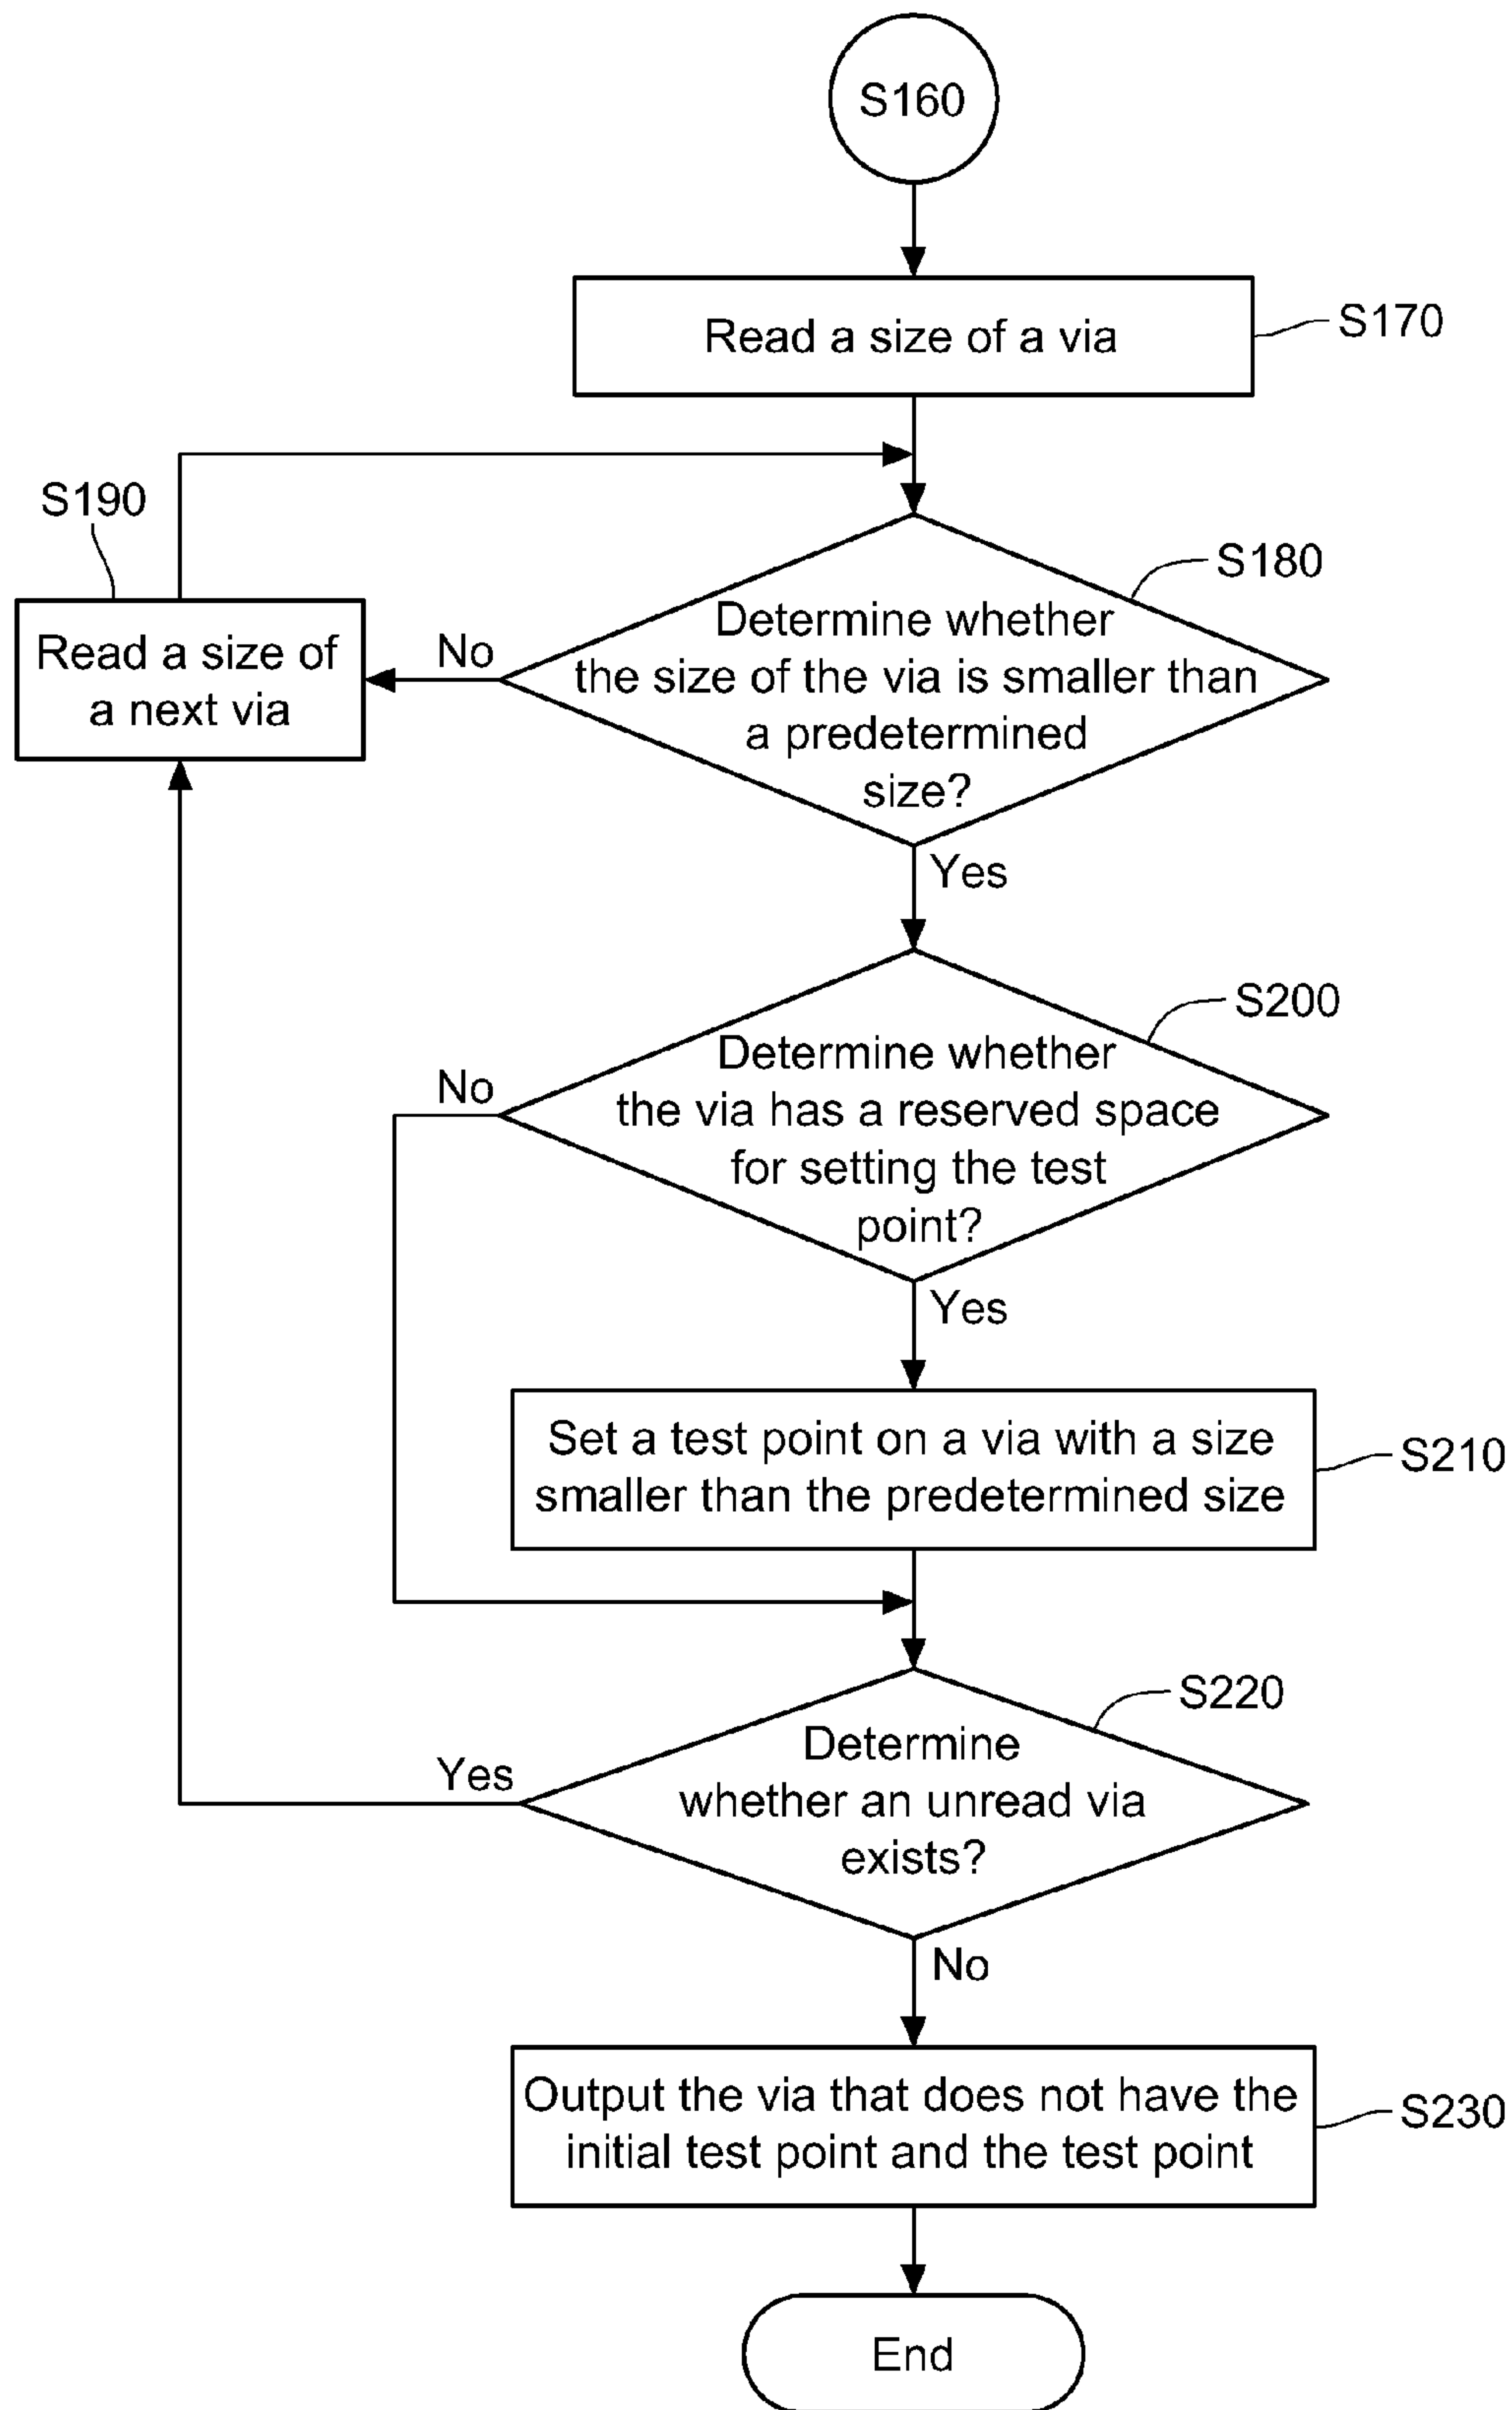 S160
Read a size of a via
S170
S190
S180
Read a size of
a next via
No
Determine whether
the size of the via is smaller than
a predetermined
size?
Yes
S200
No
Determine whether
the via has a reserved space
for setting the test
point?
Yes
Set a test point on a via with a size
smaller than the predetermined size
S210
S220
Yes
Determine
whether an unread via
exists?
No
Output the via that does not have the
initial test point and the test point
S230
End